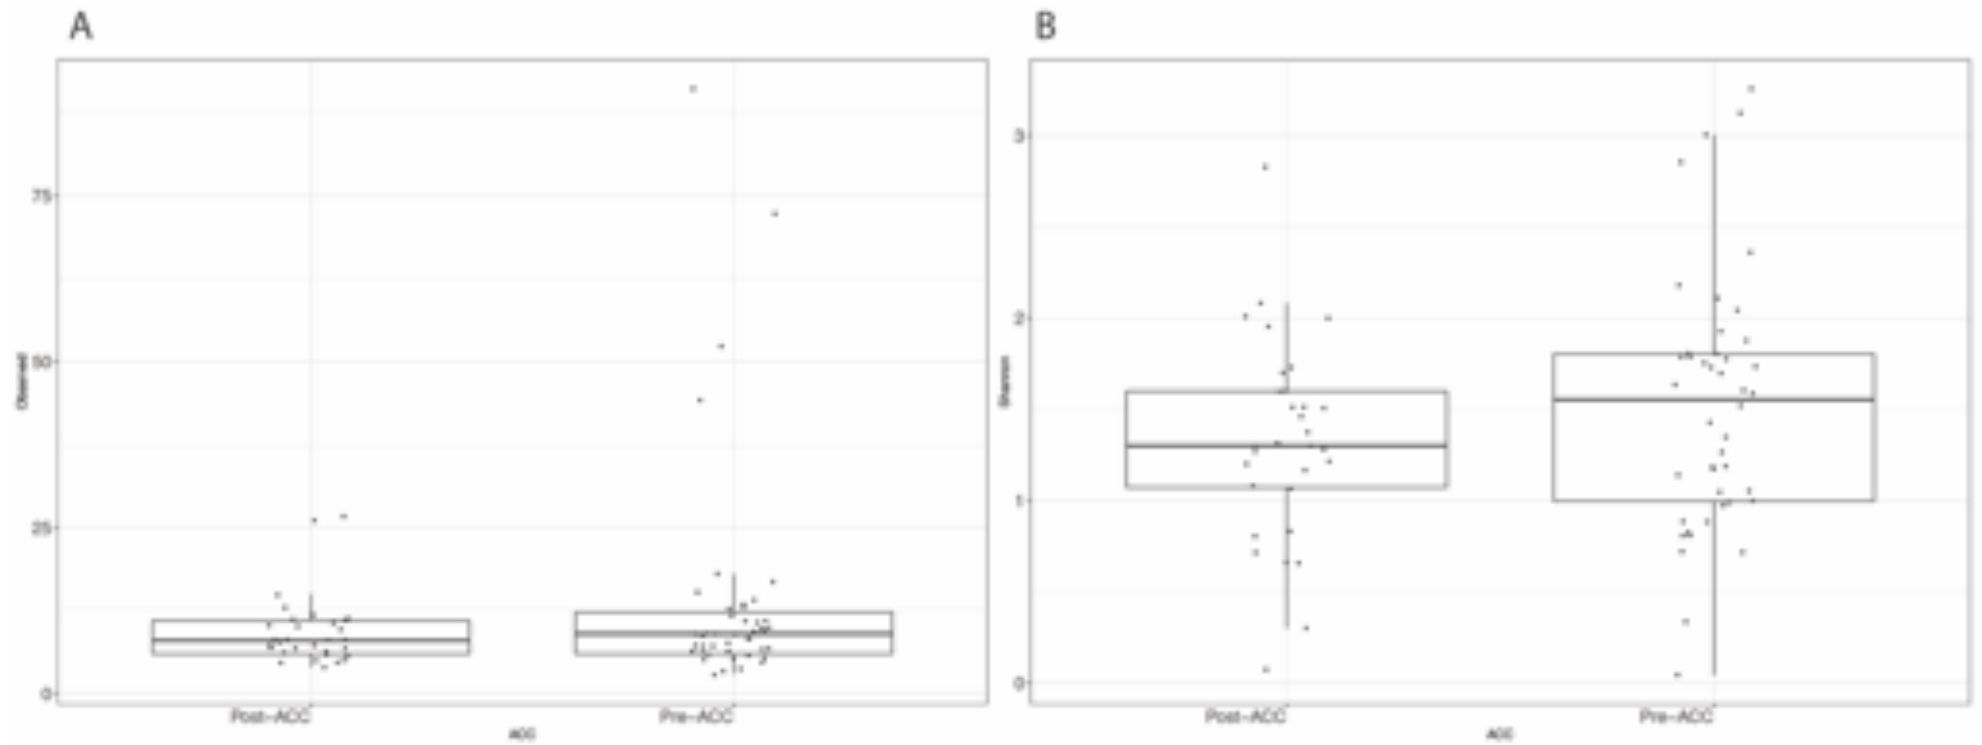 A
B
75
50
25
0
Observed
Post-ACC
Pre-ACC
ACC
3
2
1
0
Shannon
Post-ACC
Pre-ACC
ACC